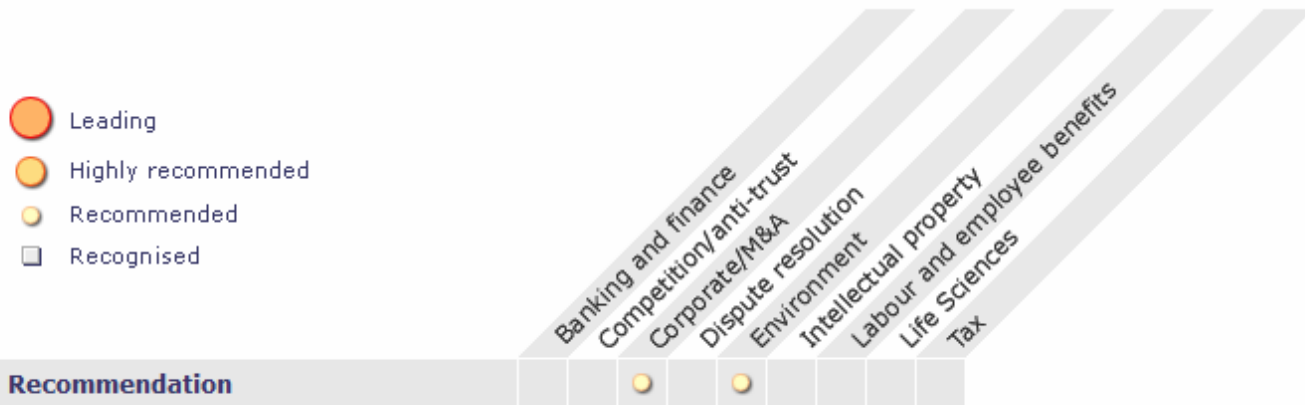 Leading
Highly recommended
Recommended
Recognised
Banking and finance
Competition/anti-trust
Corporate/M&A
Dispute resolution
Environment
Intellectual property
Labour and employee benefits
Life Sciences
Tax
Recommendation